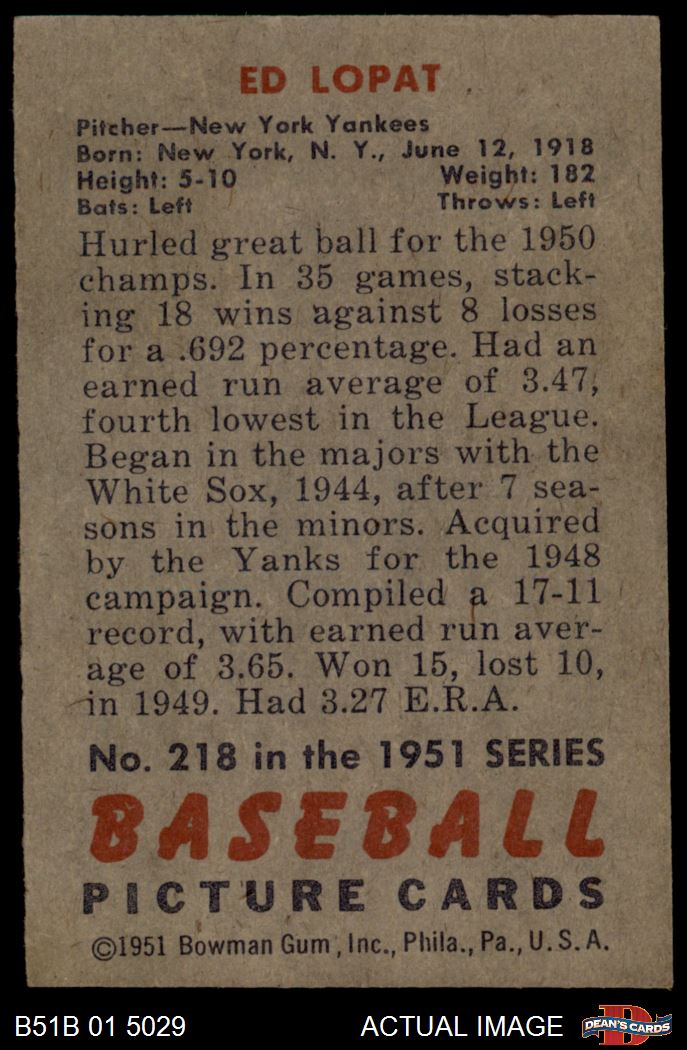 ED LOPAT
Pitcher—New York Yankees
Born: New York, N. Y., June 12, 1918
Height: 5-10 Weight: 182
Bats: Left Throws: Left
Hurled great ball for the 1950
champs. In 35 games, stack-
ing 18 wins against 8 losses
for a .692 percentage. Had an
earned run average of 3.47,
fourth lowest in the League.
Began in the majors with the
White Sox, 1944, after 7 sea-
sons in the minors. Acquired
by the Yanks for the 1948
campaign. Compiled a 17-11
record, with earned run aver-
age of 3.65. Won 15, lost 10,
in 1949. Had 3.27 E.R.A.
No. 218 in the 1951 SERIES
BASEBALL
PICTURE CARDS
©1951 Bowman Gum, Inc., Phila., Pa., U.S.A.
B51B 01 5029 ACTUAL IMAGE D DEAN'S CARDS